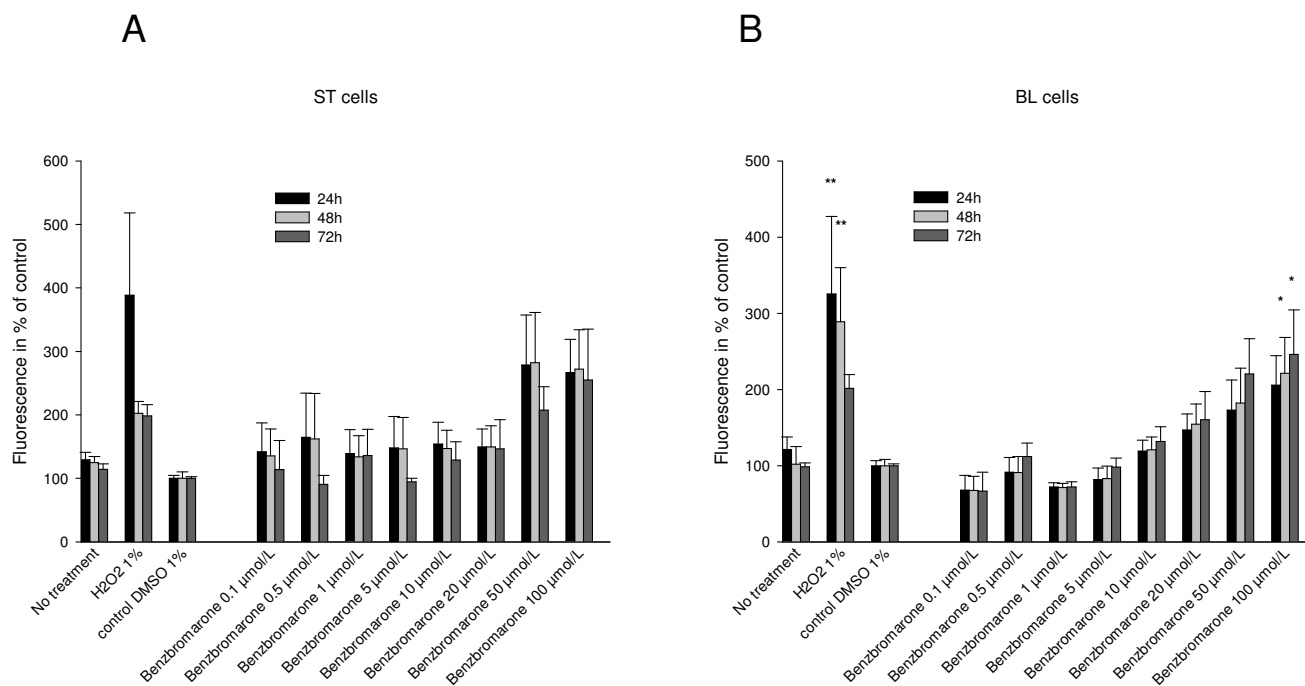 A
ST cells
Fluorescence in % of control
600
500
400
300
200
100
0
24h
48h
72h
No treatment
H2O2 1%
control DMSO 1%
Benzbromarone 0.1 µmol/L
Benzbromarone 0.5 µmol/L
Benzbromarone 1 µmol/L
Benzbromarone 5 µmol/L
Benzbromarone 10 µmol/L
Benzbromarone 20 µmol/L
Benzbromarone 50 µmol/L
Benzbromarone 100 µmol/L
B
BL cells
Fluorescence in % of control
500
400
300
200
100
0
**
**
24h
48h
72h
*
*
No treatment
H2O2 1%
control DMSO 1%
Benzbromarone 0.1 µmol/L
Benzbromarone 0.5 µmol/L
Benzbromarone 1 µmol/L
Benzbromarone 5 µmol/L
Benzbromarone 10 µmol/L
Benzbromarone 20 µmol/L
Benzbromarone 50 µmol/L
Benzbromarone 100 µmol/L